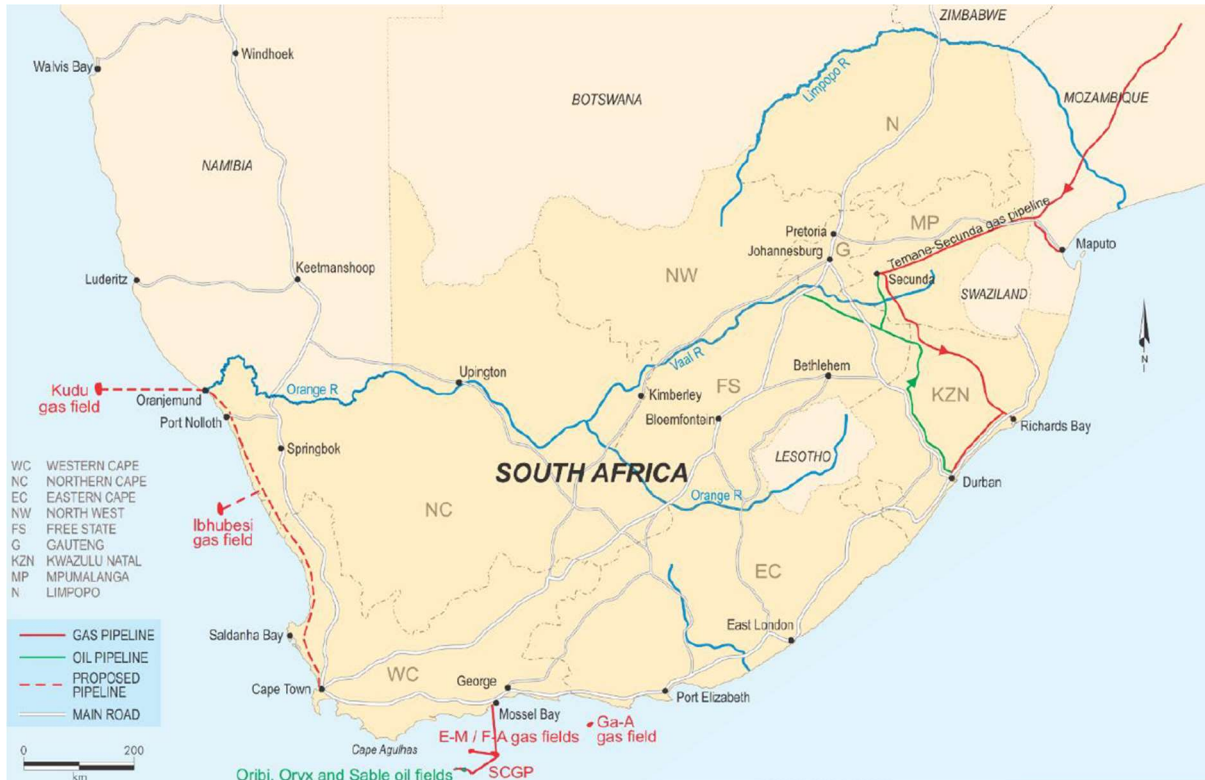 ZIMBABWE
Windhoek
Walvis Bay
BOTSWANA
Limpopo R
MOZAMBIQUE
N
NAMIBIA
MP
Pretoria
Temane-Secunda gas pipeline
Maputo
Johannesburg
G
Keetmanshoop
Luderitz
NW
Secunda
SWAZILAND
N
Vaal R
Bethlehem
Upington
Orange R
Kudu
gas field
Oranjemund
Kimberley
FS
KZN
Port Nolloth
Bloemfontein
Richards Bay
Springbok
LESOTHO
SOUTH AFRICA
Durban
Orange R
NC
Ibhubesi
gas field
WC WESTERN CAPE
NC NORTHERN CAPE
EC EASTERN CAPE
NW NORTH WEST
FS FREE STATE
G GAUTENG
KZN KWAZULU NATAL
MP MPUMALANGA
N LIMPOPO
EC
East London
Saldanha Bay
GAS PIPELINE
OIL PIPELINE
PROPOSED
PIPELINE
MAIN ROAD
WC
Cape Town
George
Port Elizabeth
Mossel Bay
Ga-A
gas field
E-M / F-A gas fields
Cape Agulhas
SCGP
Oribi, Oryx and Sable oil fields
0 200
km